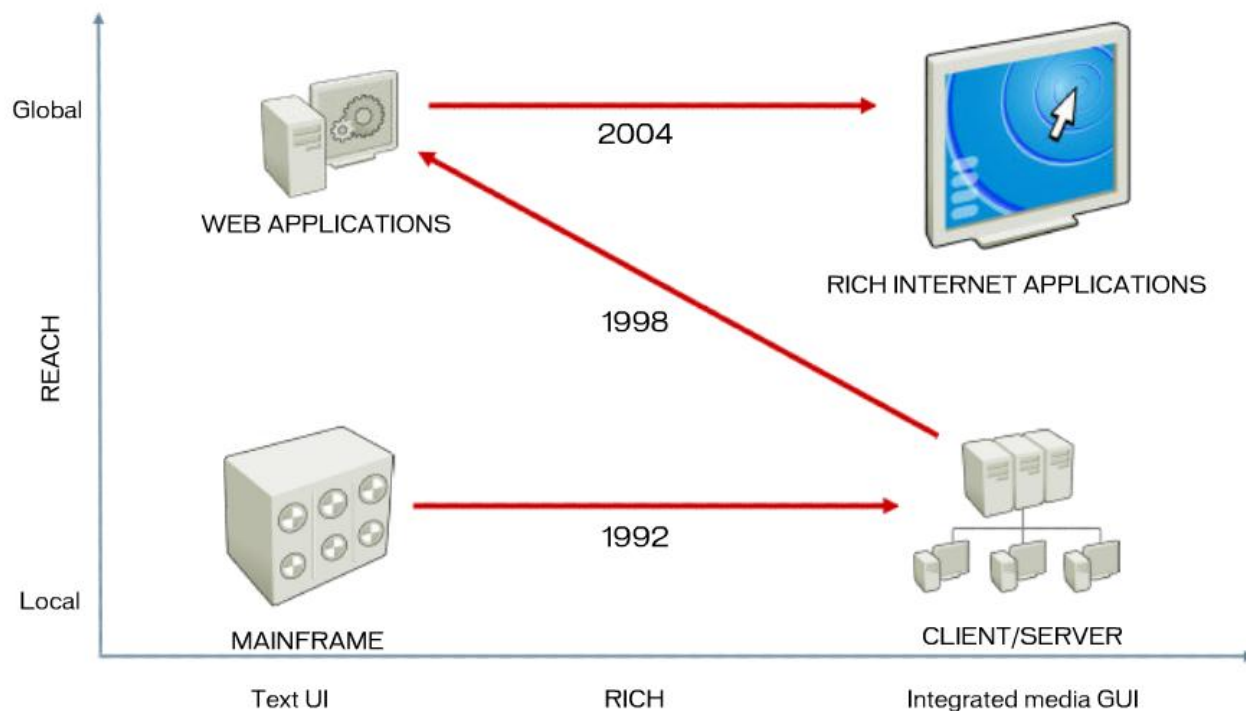 Global
2004
WEB APPLICATIONS
RICH INTERNET APPLICATIONS
1998
REACH
1992
Local
MAINFRAME
CLIENT/SERVER
Text UI
RICH
Integrated media GUI